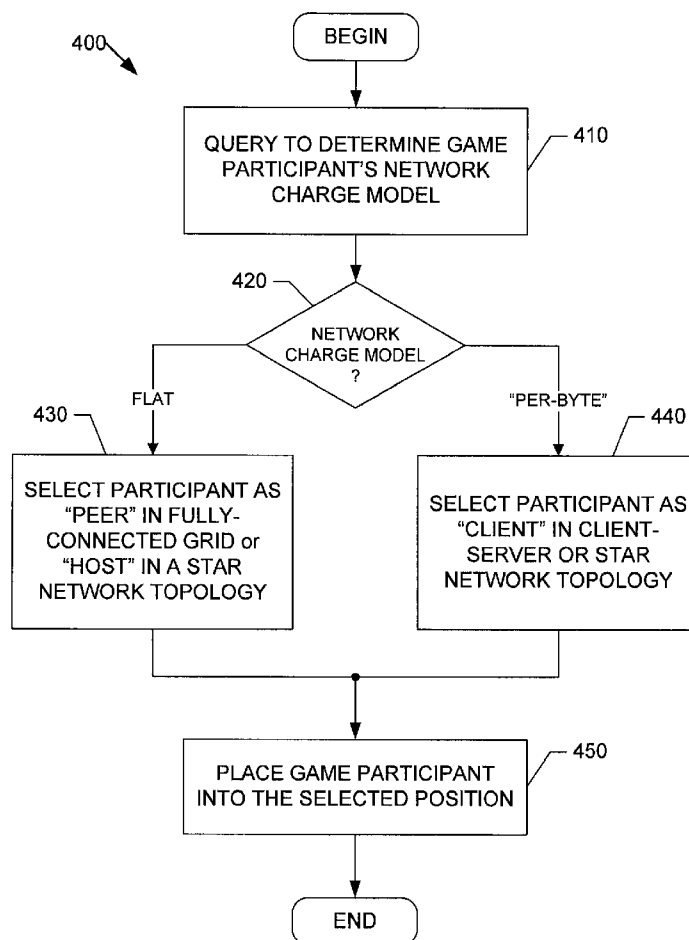 400
BEGIN
QUERY TO DETERMINE GAME
PARTICIPANT'S NETWORK
CHARGE MODEL
410
420
NETWORK
CHARGE MODEL
?
FLAT
"PER-BYTE"
430
440
SELECT PARTICIPANT AS
"PEER" IN FULLY-
CONNECTED GRID or
"HOST" IN A STAR
NETWORK TOPOLOGY
SELECT PARTICIPANT AS
"CLIENT" IN CLIENT-
SERVER OR STAR
NETWORK TOPOLOGY
450
PLACE GAME PARTICIPANT
INTO THE SELECTED POSITION
END